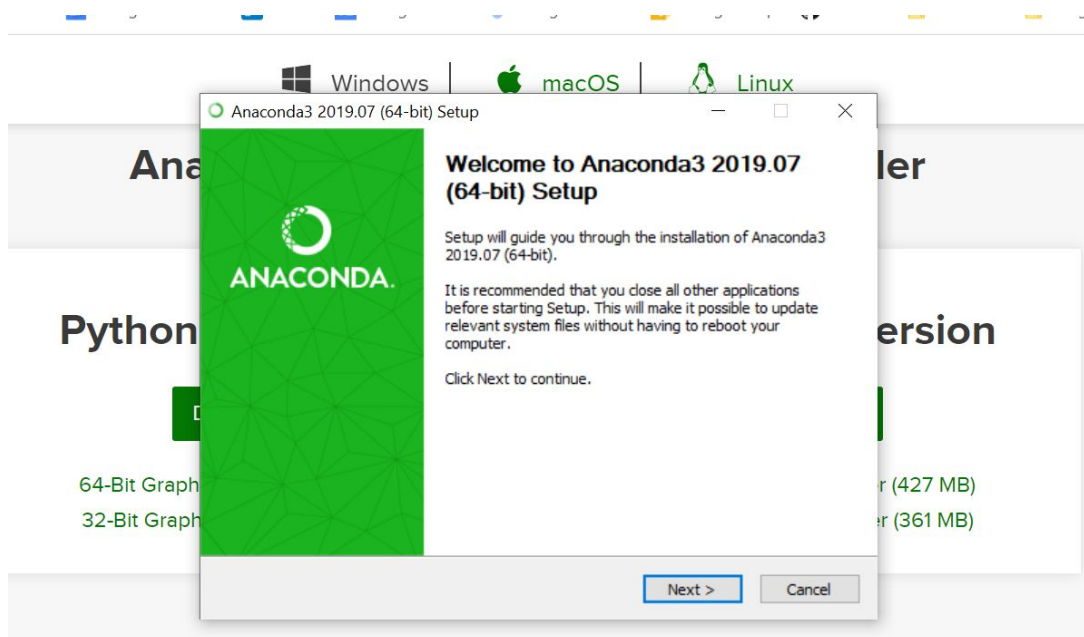 Windows macOS Linux
Anaconda3 2019.07 (64-bit) Setup
Ana ler
Welcome to Anaconda3 2019.07
(64-bit) Setup
Setup will guide you through the installation of Anaconda3
2019.07 (64-bit).
It is recommended that you close all other applications
before starting Setup. This will make it possible to update
relevant system files without having to reboot your
computer.
Click Next to continue.
ANACONDA.
Python ersion
D
64-Bit Graph r (427 MB)
32-Bit Graph er (361 MB)
Next > Cancel